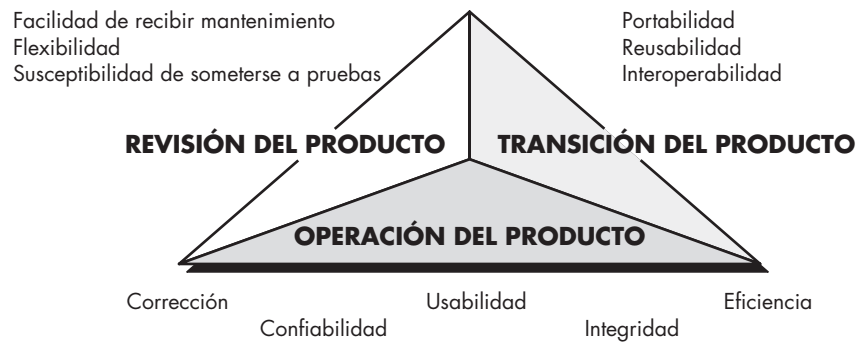 Facilidad de recibir mantenimiento
Flexibilidad
Susceptibilidad de someterse a pruebas
Portabilidad
Reusabilidad
Interoperabilidad
REVISIÓN DEL PRODUCTO
TRANSICIÓN DEL PRODUCTO
OPERACIÓN DEL PRODUCTO
Corrección
Usabilidad
Eficiencia
Confiabilidad
Integridad